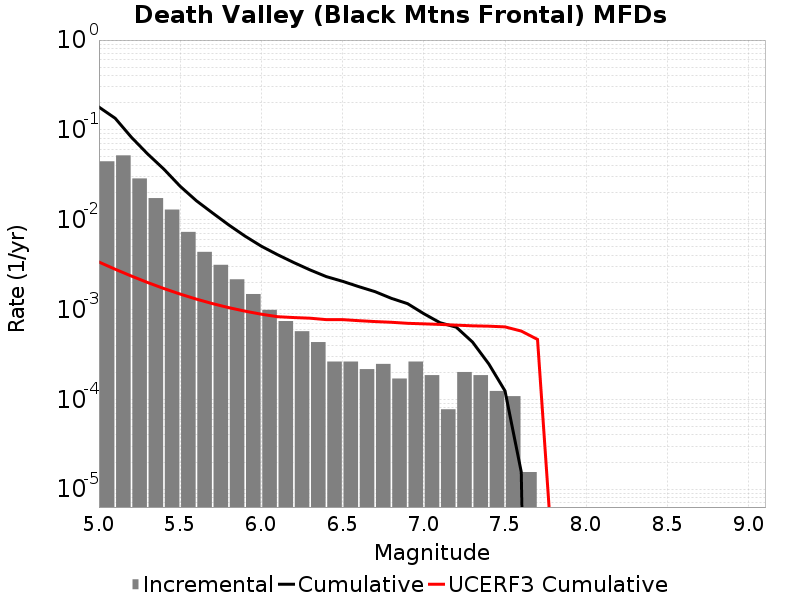 Death Valley (Black Mtns Frontal) MFDs
10^0
10^-1
10^-2
10^-3
10^-4
10^-5
Rate (1/yr)
5.0 5.5 6.0 6.5 7.0 7.5 8.0 8.5 9.0
Magnitude
Incremental Cumulative UCERF3 Cumulative